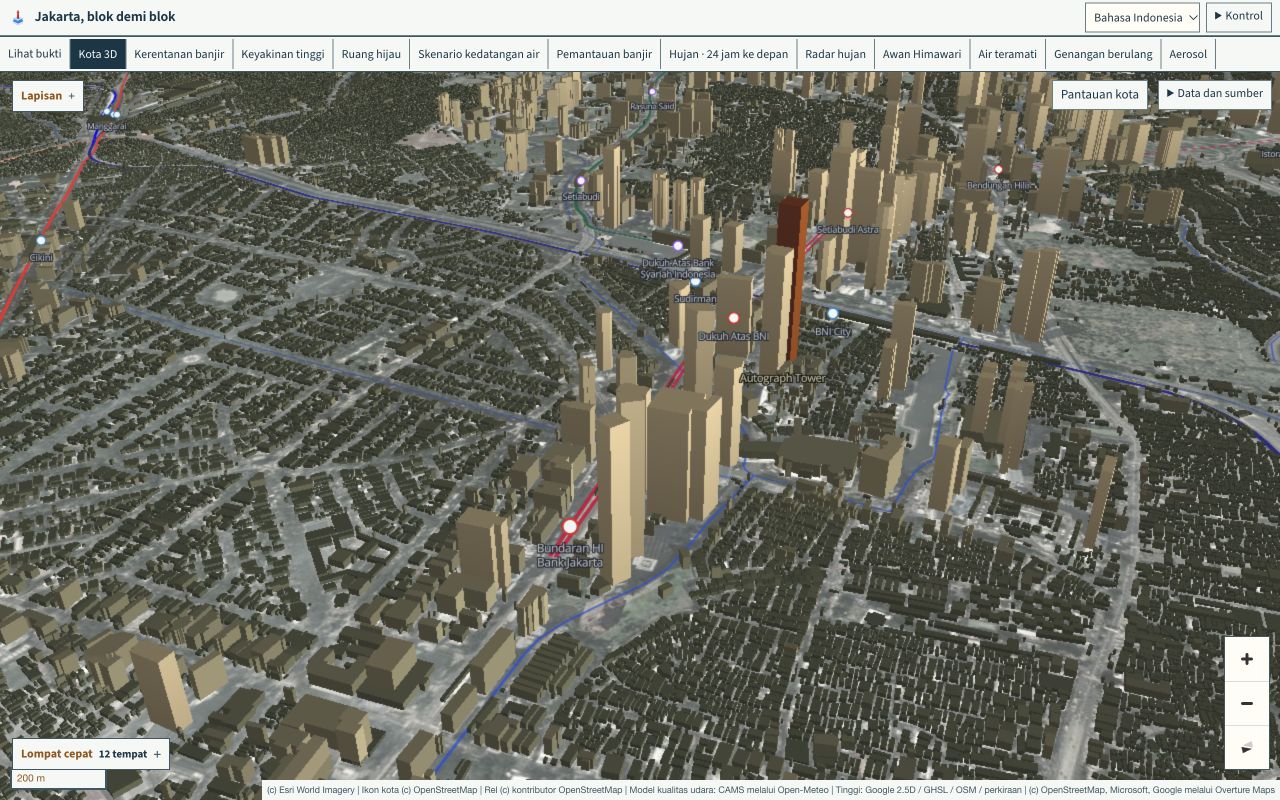 Jakarta, blok demi blok
Bahasa Indonesia
Kontrol
Lihat bukti
Kota 3D
Kerentanan banjir
Keyakinan tinggi
Ruang hijau
Skenario kedatangan air
Pemantauan banjir
Hujan · 24 jam ke depan
Radar hujan
Awan Himawari
Air teramati
Genangan berulang
Aerosol
Lapisan +
Pantauan kota
Data dan sumber
Rasuna Said
Manggarai
Bendungan Hilir
Setiabudi
Setiabudi Astra
Cikini
Dukuh Atas Bank
Syariah Indonesia
Sudirman
Dukuh Atas BNI
BNI City
Autograph Tower
Bundaran HI
Bank Jakarta
+
−
Lompat cepat 12 tempat +
200 m
(c) Esri World Imagery | Ikon kota (c) OpenStreetMap | Rel (c) kontributor OpenStreetMap | Model kualitas udara: CAMS melalui Open-Meteo | Tinggi: Google 2.5D / GHSL / OSM / perkiraan | (c) OpenStreetMap, Microsoft, Google melalui Overture Maps